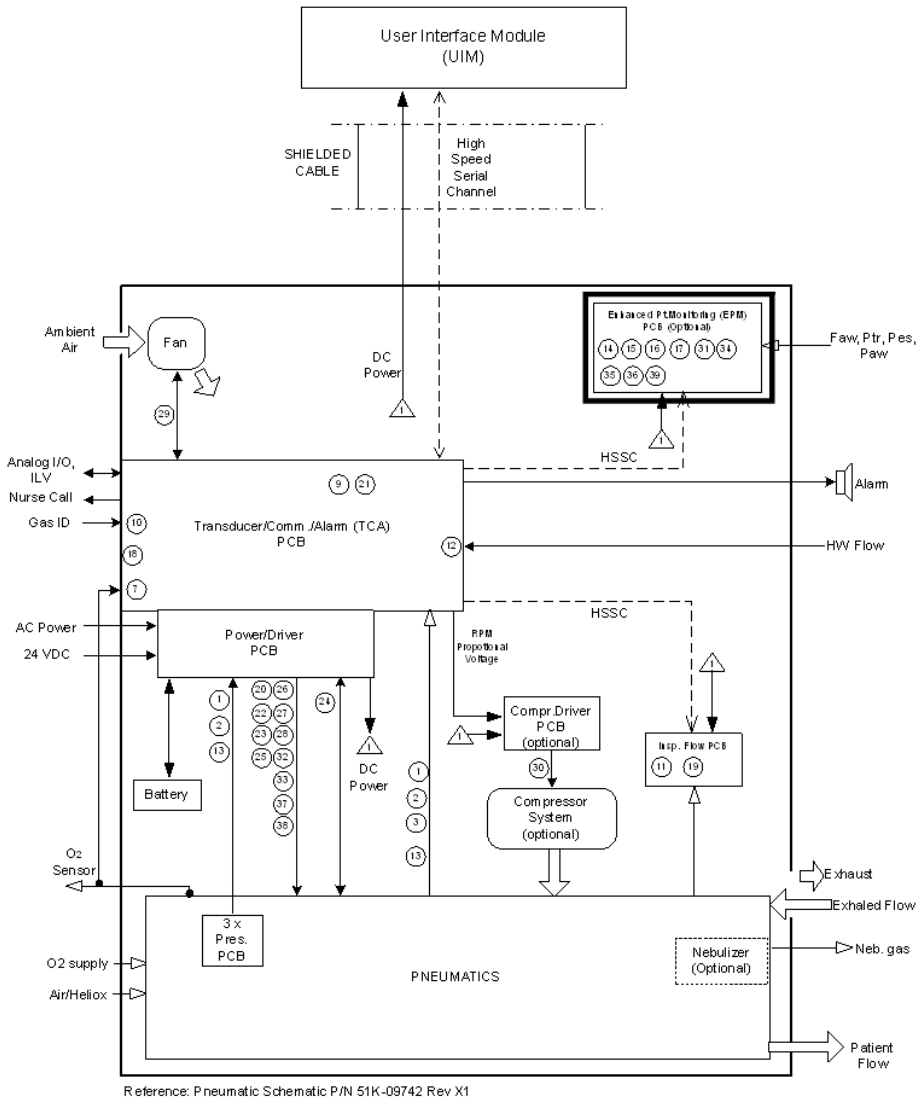 User Interface Module
(UIM)
SHIELDED
CABLE
High
Speed
Serial
Channel
Ambient
Air
Fan
DC
Power
1
Enhanced Pt.Monitoring (EPM)
PCB (Optional)
14 15 16 17 31 34
35 36 39
Faw, Ptr, Pes,
Paw
1
29
HSSC
Analog I/O,
ILV
Nurse Call
Gas ID
9 21
Alarm
10
Transducer/Comm./Alarm (TCA)
PCB
12
HW Flow
18
7
AC Power
24 VDC
Power/Driver
PCB
RPM
Propotional
Voltage
HSSC
1
1
2
13
20 26
22 27
23 28
25 32
33
37
38
24
1
DC
Power
Compr.Driver
PCB
(optional)
1
Insp. Flow PCB
11 19
30
Battery
1
2
3
13
Compressor
System
(optional)
O2
Sensor
Exhaust
Exhaled Flow
3 x
Pres.
PCB
Nebulizer
(Optional)
Neb. gas
O2 supply
Air/Heliox
PNEUMATICS
Patient
Flow
Reference: Pneumatic Schematic P/N 51K-09742 Rev X1